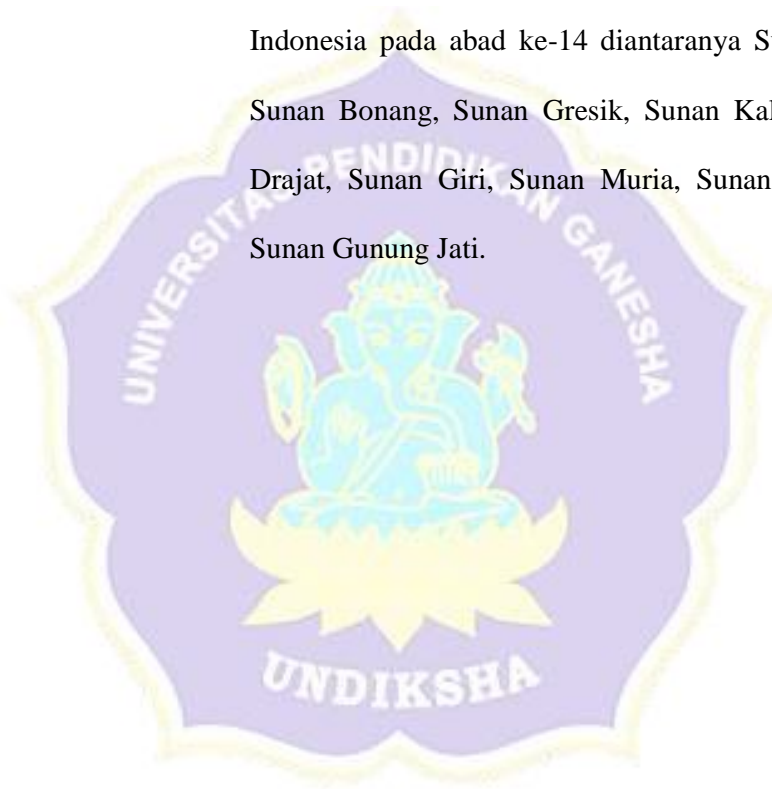 Indonesia pada abad ke-14 diantaranya
Sunan Bonang, Sunan Gresik, Sunan
Drajat, Sunan Giri, Sunan Muria, Sunan
Sunan Gunung Jati.
UNIVERSITAS PENDIDIKAN GANESHA
UNDIKSHA